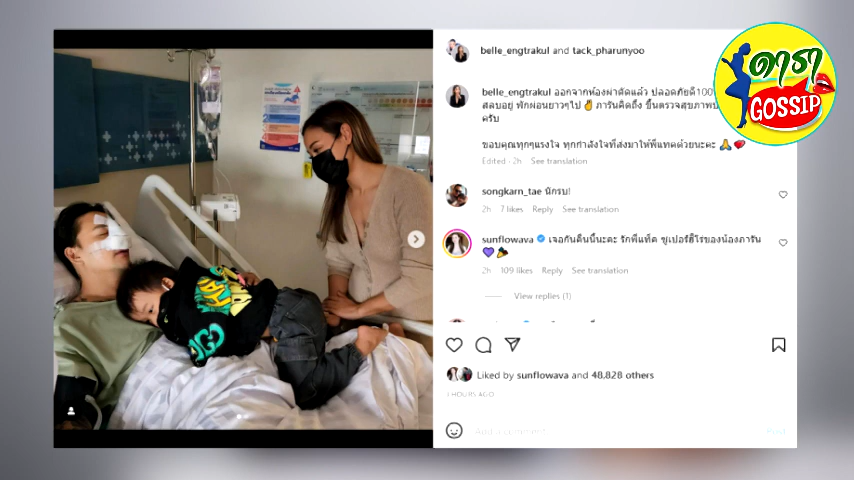 ดารา
GOSSIP
belle_engtrakul and tack_pharunyoo
belle_engtrakul ออกจากห้องผ่าตัดแล้ว ปลอดภัยดี100
สลบอยู่ พักผ่อนยาวๆไป ✌ ภารันคิดถึง ขึ้นตรวจสุขภาพ
ครับ
ขอบคุณทุกๆแรงใจ ทุกกำลังใจที่ส่งมาให้พี่แทคด้วยนะคะ 🙏 ❤️
Edited · 2h See translation
songkarn_tae นักรบ!
2h 7 likes Reply See translation
sunflowava เจอกันคืนนี้นะคะ รักพี่แท็ค ซูเปอร์ฮีโร่ของน้องภารัน
💜 🎉
2h 109 likes Reply See translation
View replies (1)
Liked by sunflowava and 48,828 others
HOURS AGO
Add a comment...
Post